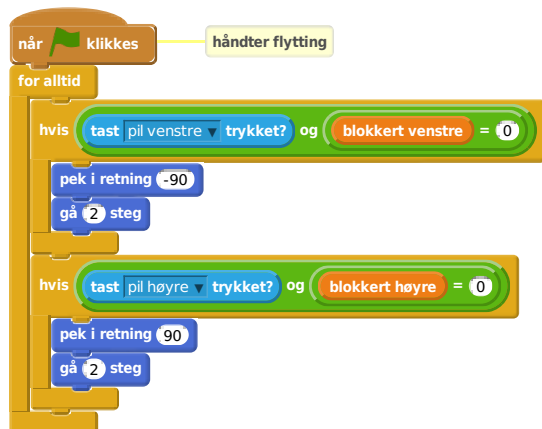 når klikkes håndter flytting
for alltid
hvis tast pil venstre ▼ trykket? og blokkert venstre = 0
pek i retning -90
gå 2 steg
hvis tast pil høyre ▼ trykket? og blokkert høyre = 0
pek i retning 90
gå 2 steg